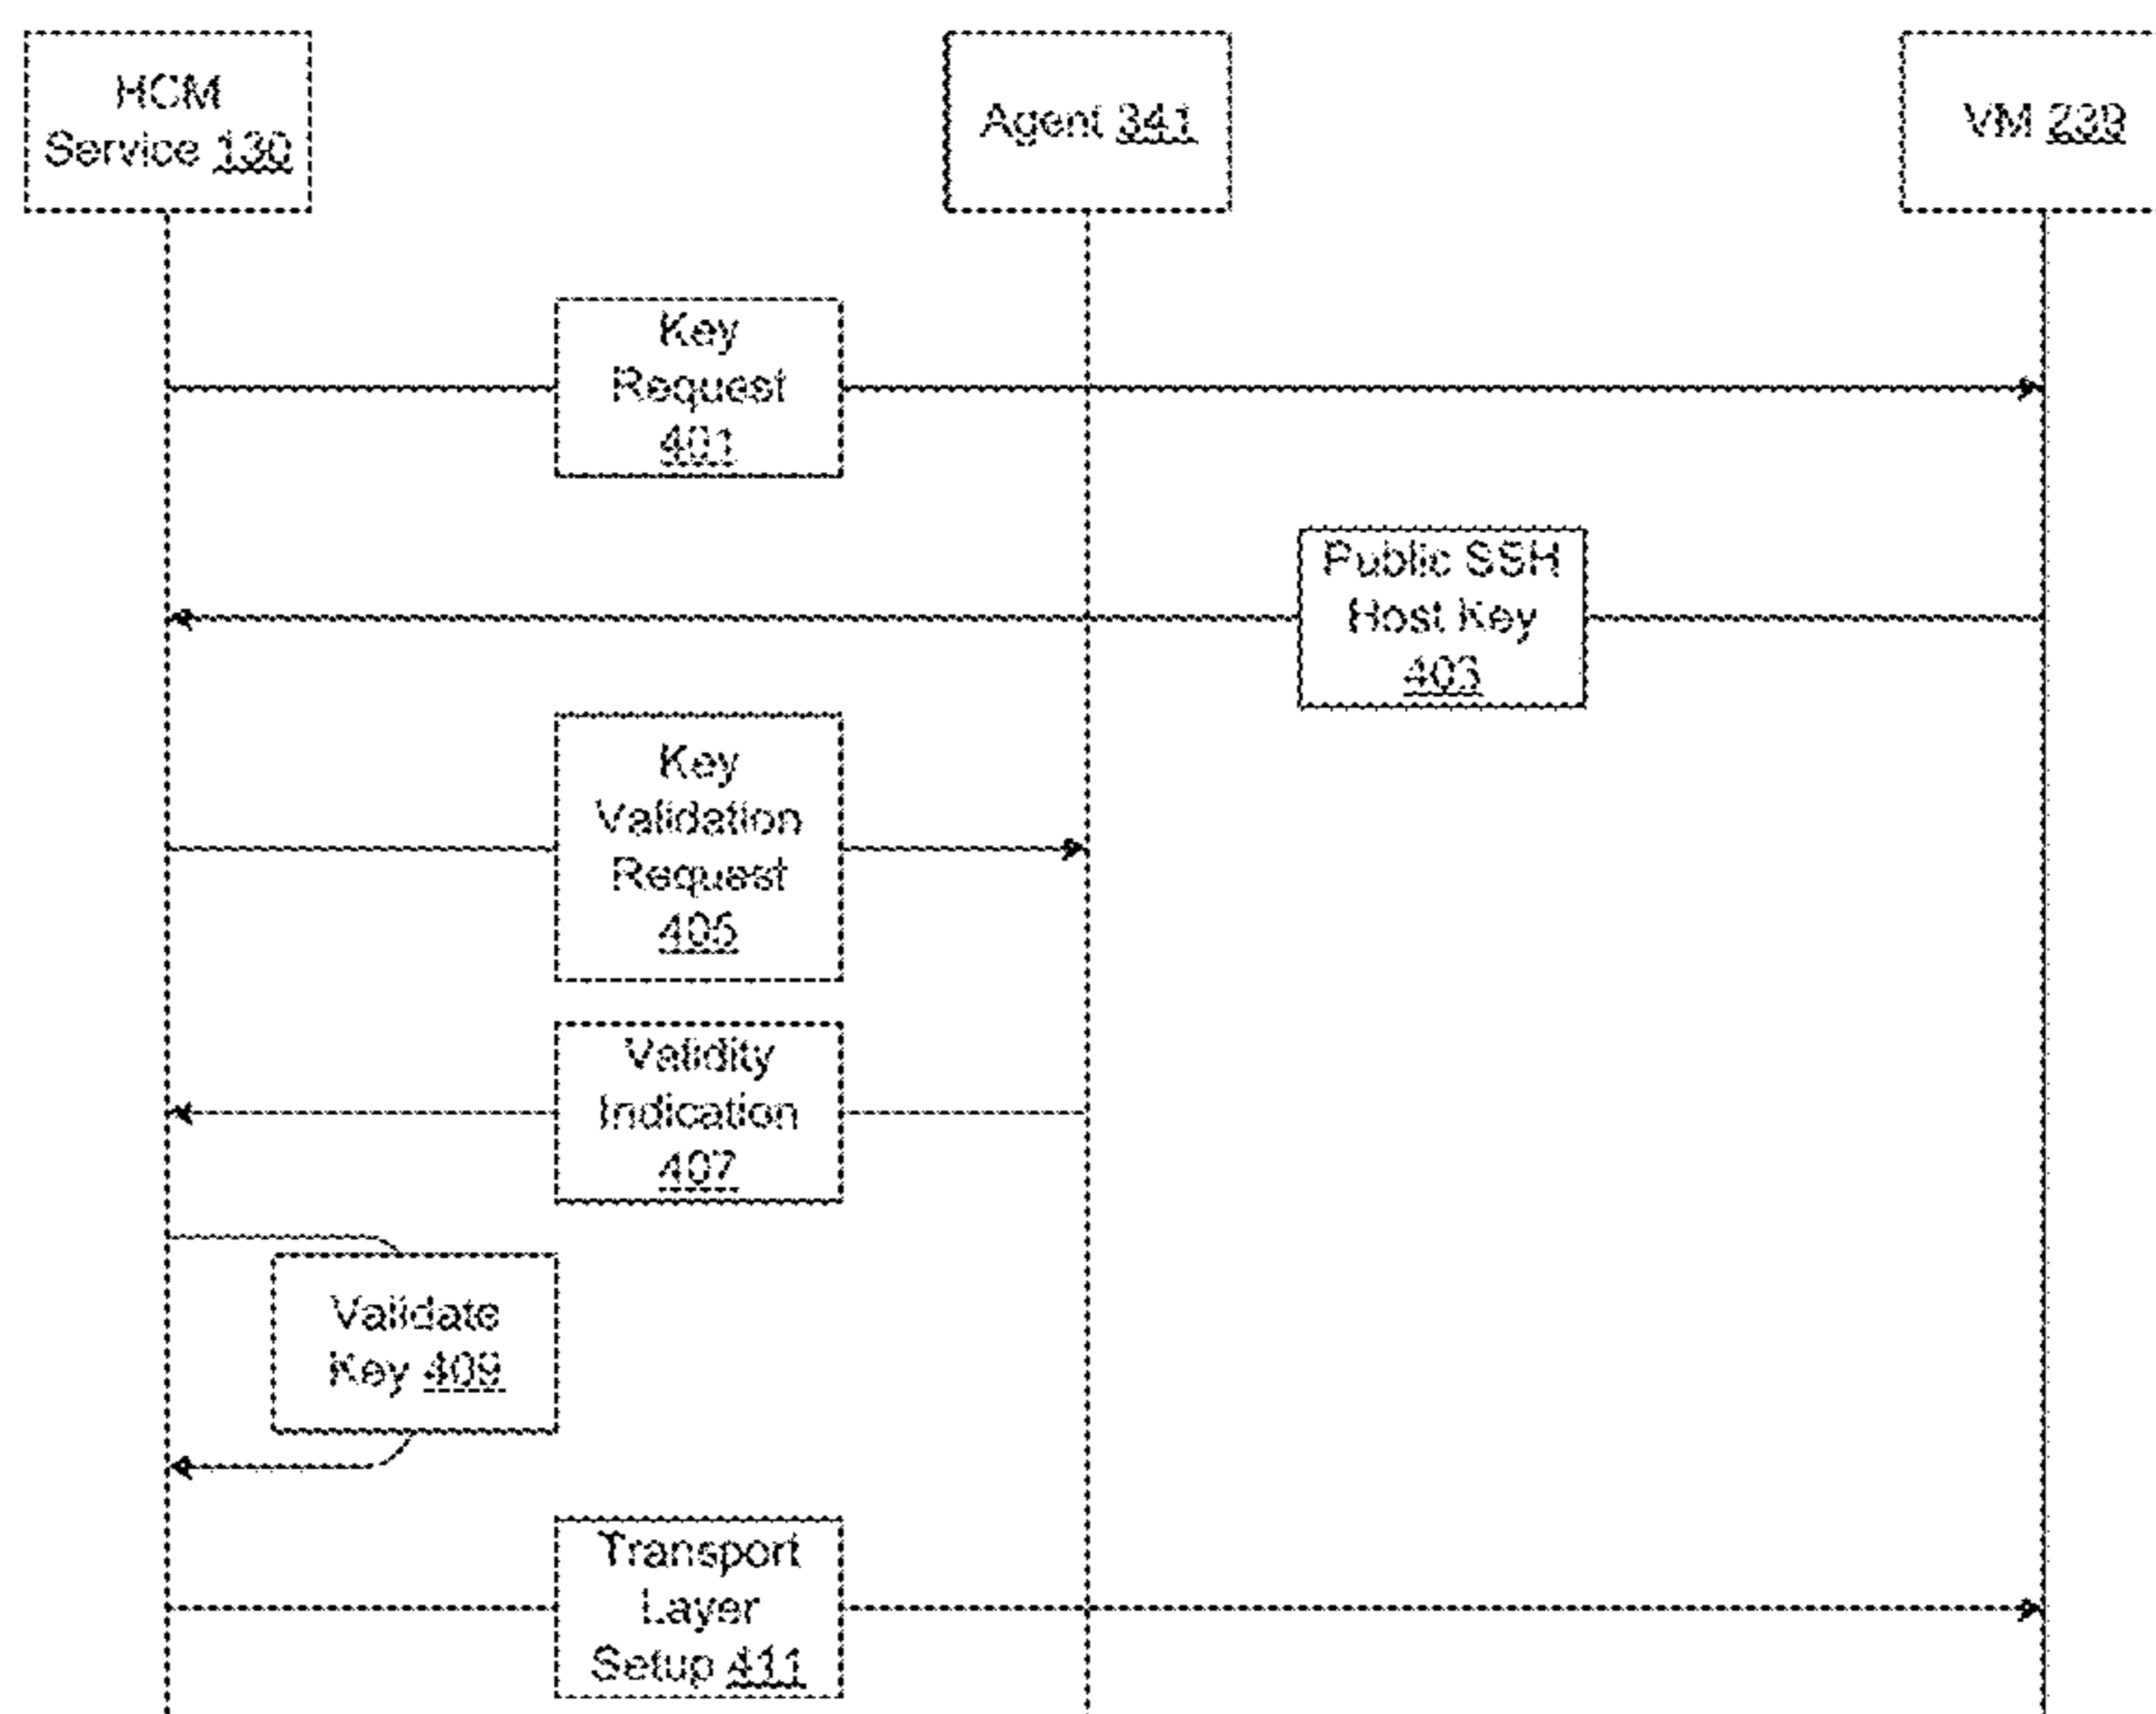 HCM
Service 130
Agent 341
VM 239
Key
Request
401
Public SSH
Host Key
403
Key
Validation
Request
405
Validity
Indication
407
Validate
Key 409
Transport
Layer
Setup 411